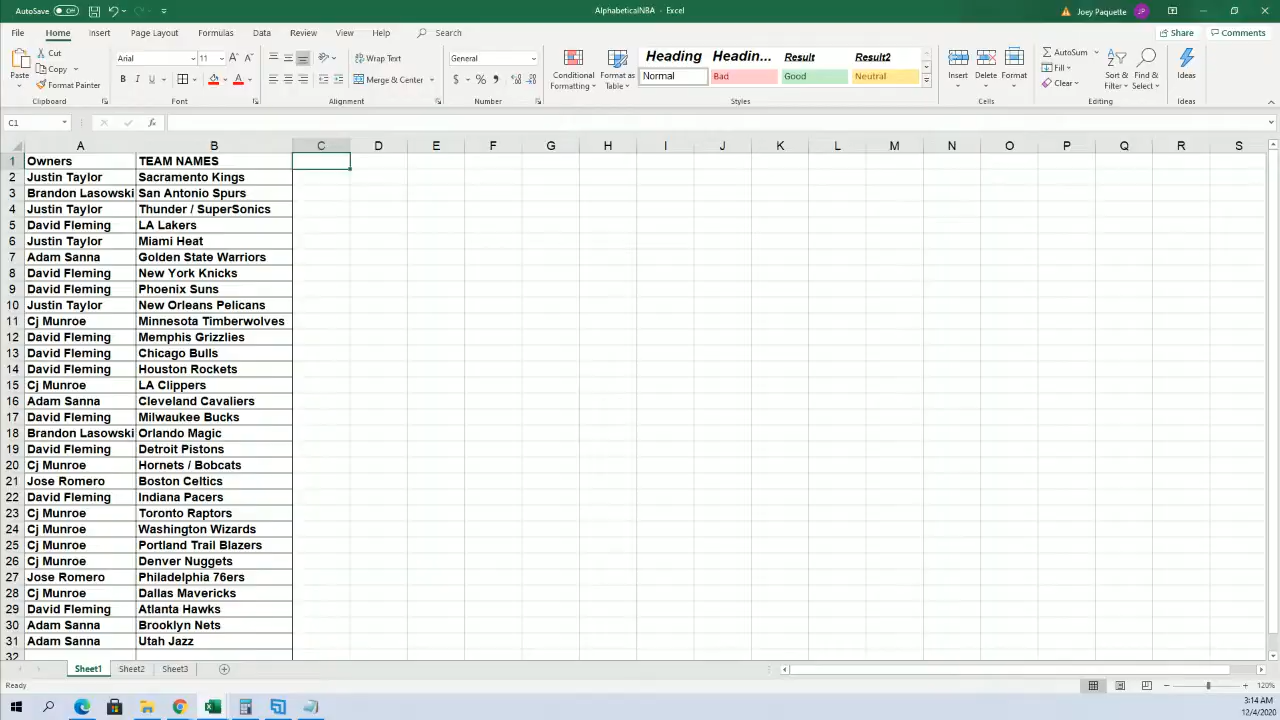 AutoSave Off AlphabeticalNBA - Excel Joey Paquette JP
File Home Insert Page Layout Formulas Data Review View Help Search Share Comments
Paste Cut Copy Format Painter Clipboard
Arial 11 A A B I U A Font
Wrap Text Merge & Center Alignment
General $ % , Number
Conditional Formatting Format as Table
Heading Headin... Result Result2
Normal Bad Good Neutral
Styles
Insert Delete Format Cells
AutoSum Fill Clear Sort & Filter Find & Select Editing
Ideas Ideas
C1 fx
A B C D E F G H I J K L M N O P Q R S
1 Owners TEAM NAMES
2 Justin Taylor Sacramento Kings
3 Brandon Lasowski San Antonio Spurs
4 Justin Taylor Thunder / SuperSonics
5 David Fleming LA Lakers
6 Justin Taylor Miami Heat
7 Adam Sanna Golden State Warriors
8 David Fleming New York Knicks
9 David Fleming Phoenix Suns
10 Justin Taylor New Orleans Pelicans
11 Cj Munroe Minnesota Timberwolves
12 David Fleming Memphis Grizzlies
13 David Fleming Chicago Bulls
14 David Fleming Houston Rockets
15 Cj Munroe LA Clippers
16 Adam Sanna Cleveland Cavaliers
17 David Fleming Milwaukee Bucks
18 Brandon Lasowski Orlando Magic
19 David Fleming Detroit Pistons
20 Cj Munroe Hornets / Bobcats
21 Jose Romero Boston Celtics
22 David Fleming Indiana Pacers
23 Cj Munroe Toronto Raptors
24 Cj Munroe Washington Wizards
25 Cj Munroe Portland Trail Blazers
26 Cj Munroe Denver Nuggets
27 Jose Romero Philadelphia 76ers
28 Cj Munroe Dallas Mavericks
29 David Fleming Atlanta Hawks
30 Adam Sanna Brooklyn Nets
31 Adam Sanna Utah Jazz
32
Sheet1 Sheet2 Sheet3
Ready 120%
3:14 AM
12/4/2020